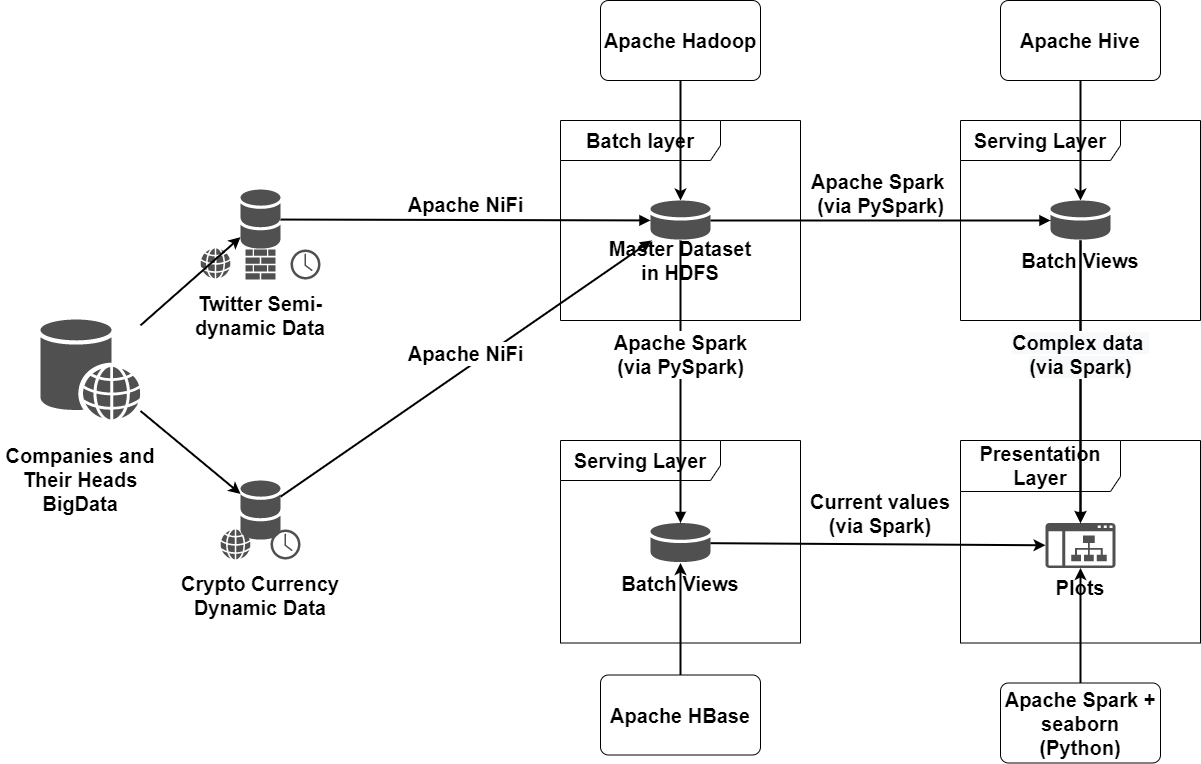 Apache Hadoop
Apache Hive
Batch layer
Serving Layer
Apache Spark
(via PySpark)
Apache NiFi
Master Dataset
in HDFS
Batch Views
Twitter Semi-
dynamic Data
Apache NiFi
Apache Spark
(via PySpark)
Complex data
(via Spark)
Companies and
Their Heads
BigData
Serving Layer
Presentation
Layer
Current values
(via Spark)
Crypto Currency
Dynamic Data
Batch Views
Plots
Apache HBase
Apache Spark +
seaborn
(Python)